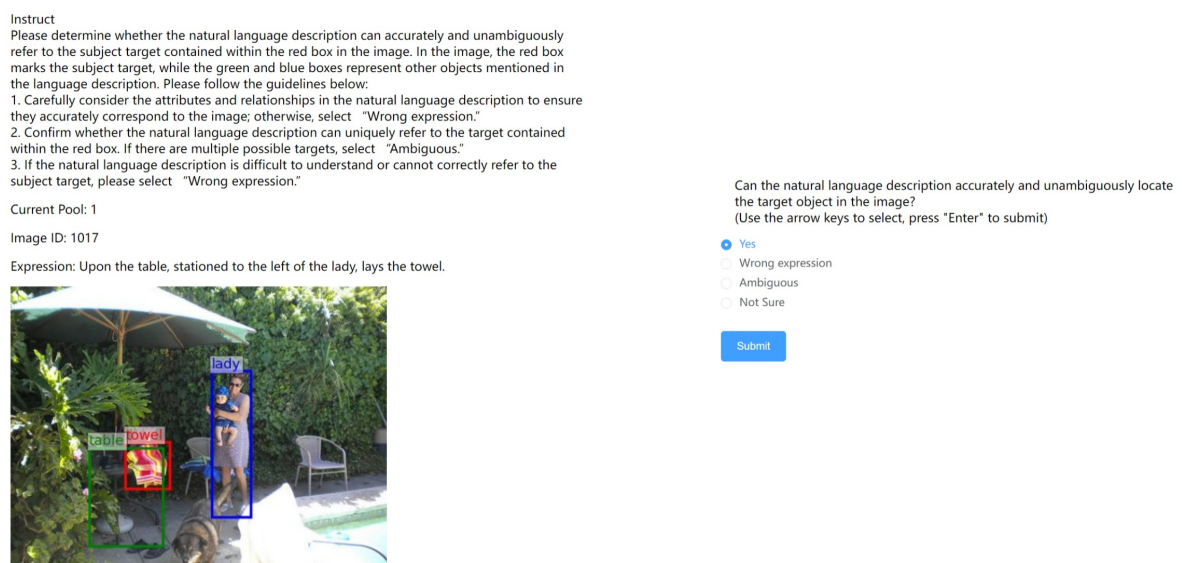 Instruct
Please determine whether the natural language description can accurately and unambiguously
refer to the subject target contained within the red box in the image. In the image, the red box
marks the subject target, while the green and blue boxes represent other objects mentioned in
the language description. Please follow the guidelines below:
1. Carefully consider the attributes and relationships in the natural language description to ensure
they accurately correspond to the image; otherwise, select “Wrong expression.”
2. Confirm whether the natural language description can uniquely refer to the target contained
within the red box. If there are multiple possible targets, select “Ambiguous.”
3. If the natural language description is difficult to understand or cannot correctly refer to the
subject target, please select “Wrong expression.”
Current Pool: 1
Image ID: 1017
Expression: Upon the table, stationed to the left of the lady, lays the towel.
lady
table
towel
Can the natural language description accurately and unambiguously locate
the target object in the image?
(Use the arrow keys to select, press "Enter" to submit)
Yes
Wrong expression
Ambiguous
Not Sure
Submit